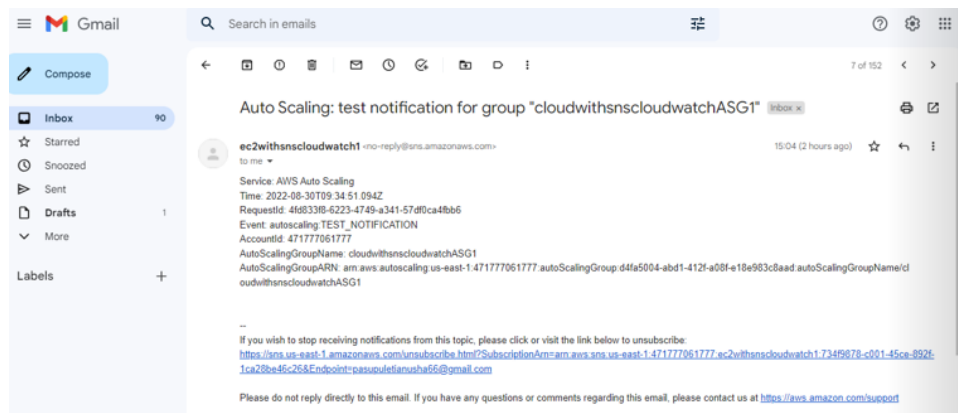 Gmail
Search in emails
Compose
7 of 152
Inbox 90
Starred
Snoozed
Sent
Drafts 1
More
Labels +
Auto Scaling: test notification for group "cloudwithsnscloudwatchASG1" Inbox x
ec2withsnscloudwatch1 <no-reply@sns.amazonaws.com> 15:04 (2 hours ago)
to me
Service: AWS Auto Scaling
Time: 2022-08-30T09:34:51.094Z
RequestId: 4fd833f8-6223-4749-a341-57df0ca4fbb6
Event: autoscaling:TEST_NOTIFICATION
AccountId: 471777061777
AutoScalingGroupName: cloudwithsnscloudwatchASG1
AutoScalingGroupARN: arn:aws:autoscaling:us-east-1:471777061777:autoScalingGroup:d4fa5004-abd1-412f-a08f-e18e983c8aad:autoScalingGroupName/cl
oudwithsnscloudwatchASG1
--
If you wish to stop receiving notifications from this topic, please click or visit the link below to unsubscribe:
https://sns.us-east-1.amazonaws.com/unsubscribe.html?SubscriptionArn=arn:aws:sns:us-east-1:471777061777:ec2withsnscloudwatch1:734f9878-c001-45ce-892f-
1ca28be46c26&Endpoint=pasupuletianusha66@gmail.com
Please do not reply directly to this email. If you have any questions or comments regarding this email, please contact us at https://aws.amazon.com/support